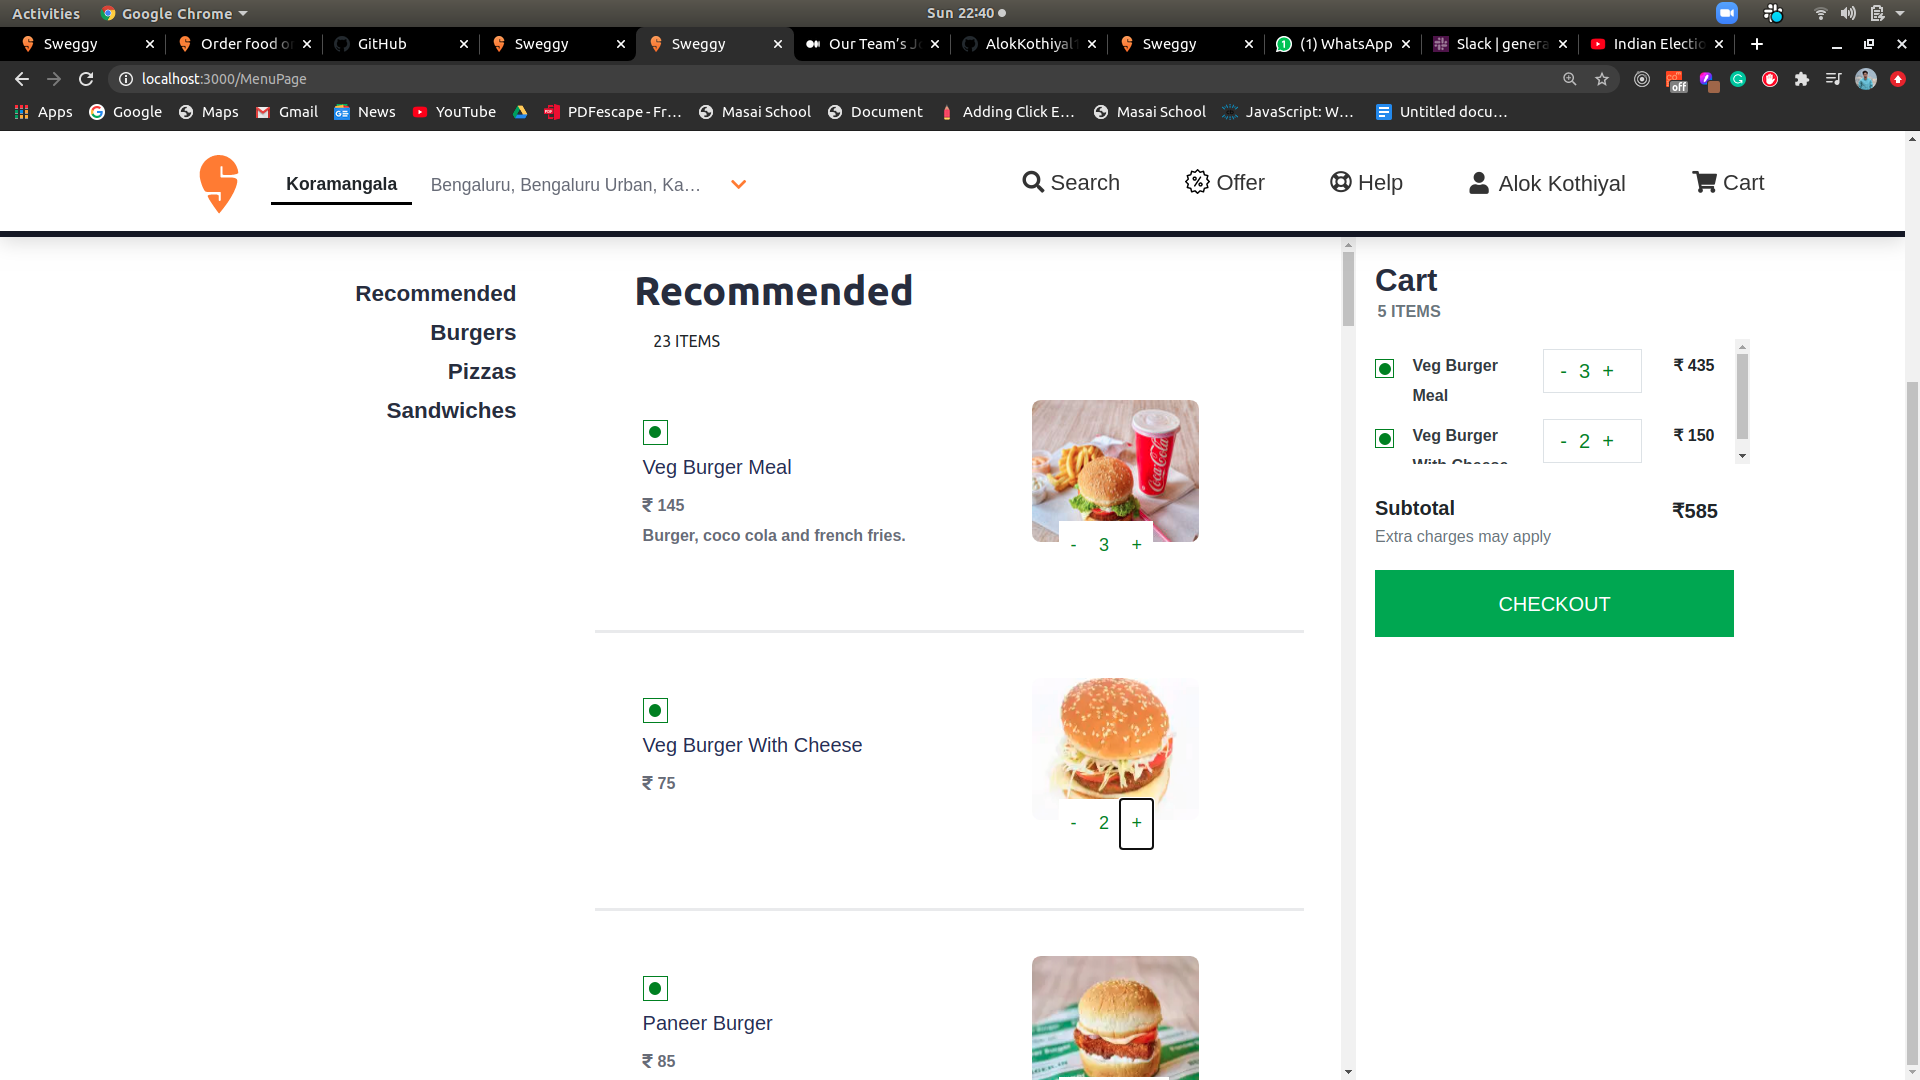 Activities
Google Chrome
Sun 22:40
Sweggy
Order food o
GitHub
Sweggy
Sweggy
Our Team's J
AlokKothiyal
Sweggy
(1) WhatsApp
Slack | genera
Indian Electio
localhost:3000/MenuPage
off
Apps
Google
Maps
Gmail
News
YouTube
PDFescape - Fr…
Masai School
Document
Adding Click E…
Masai School
JavaScript: W…
Untitled docu…
Koramangala
Bengaluru, Bengaluru Urban, Ka…
Search
Offer
Help
Alok Kothiyal
Cart
Recommended
Burgers
Pizzas
Sandwiches
Recommended
23 ITEMS
Veg Burger Meal
₹ 145
Burger, coco cola and french fries.
Coca-Cola
- 3 +
Veg Burger With Cheese
₹ 75
- 2 +
Paneer Burger
₹ 85
Cart
5 ITEMS
Veg Burger
Meal
- 3 +
₹ 435
Veg Burger
With Cheese
- 2 +
₹ 150
Subtotal
₹585
Extra charges may apply
CHECKOUT